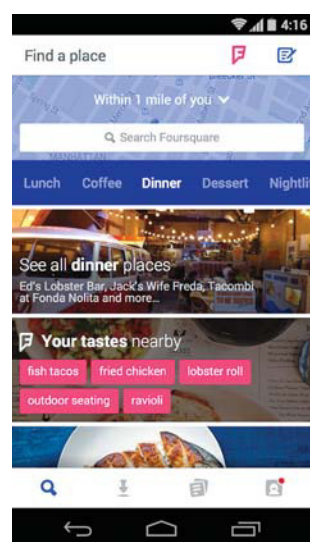 4:16
Find a place
Within 1 mile of you
Search Foursquare
MANHATTAN
Lunch Coffee Dinner Dessert Nightli
See all dinner places
Ed's Lobster Bar, Jack's Wife Freda, Tacombi
at Fonda Nolita and more...
Your tastes nearby
fish tacos fried chicken lobster roll
outdoor seating ravioli